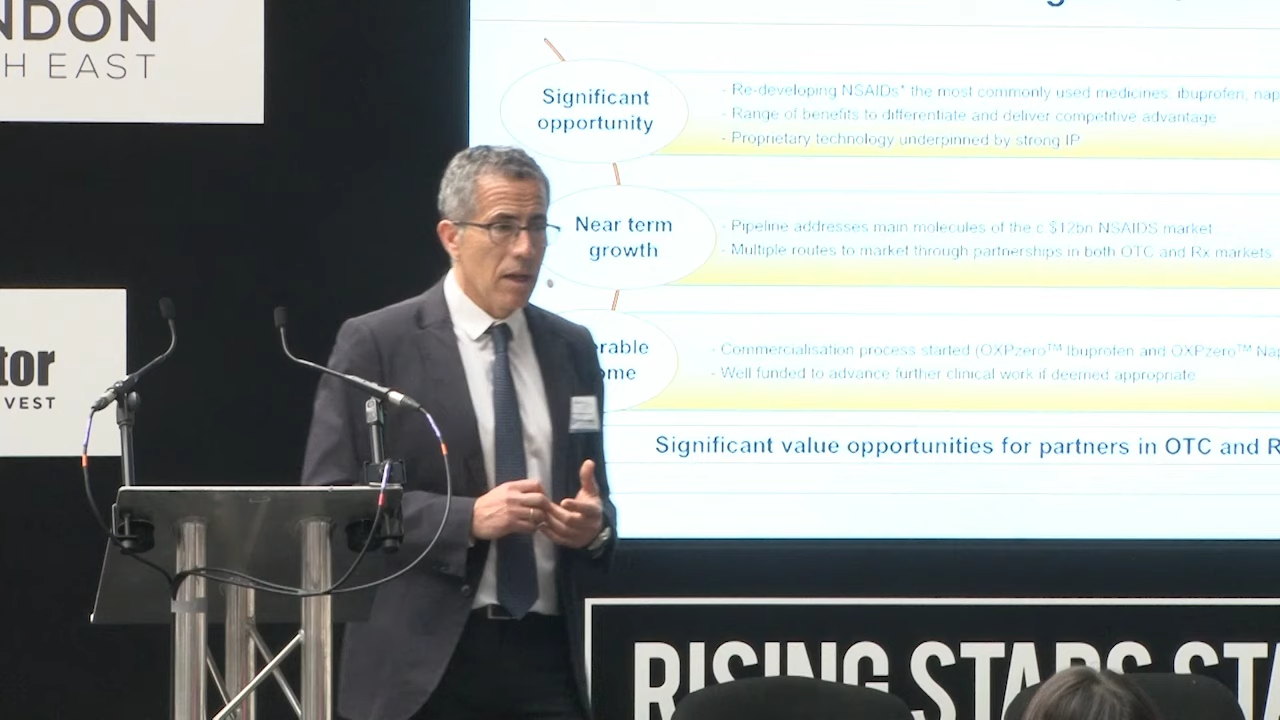 NDON
H EAST
tor
VEST
Significant
opportunity
- Re-developing NSAIDs* the most commonly used medicines: ibuprofen, nap
- Range of benefits to differentiate and deliver competitive advantage
- Proprietary technology underpinned by strong IP
Near term
growth
- Pipeline addresses main molecules of the c.$12bn NSAIDS market
- Multiple routes to market through partnerships in both OTC and Rx markets
erable
ome
- Commercialisation process started (OXPzero™ Ibuprofen and OXPzero™ Nap
- Well funded to advance further clinical work if deemed appropriate
Significant value opportunities for partners in OTC and R
RISING STARS STA